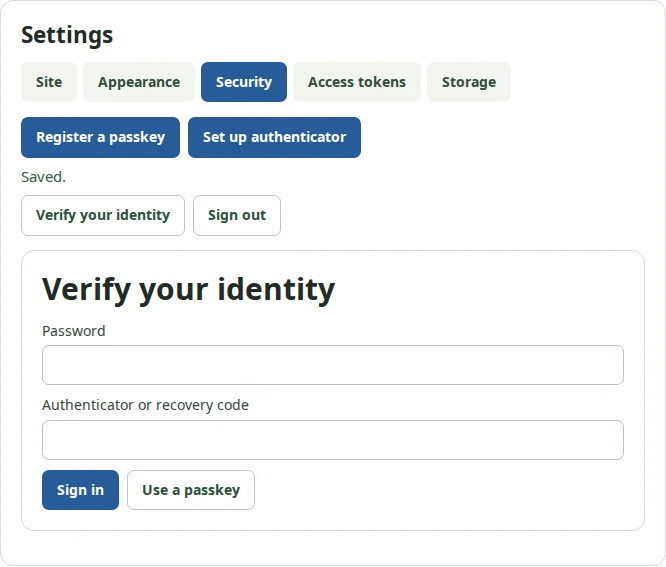 Settings
Site Appearance Security Access tokens Storage
Register a passkey Set up authenticator
Saved.
Verify your identity Sign out
Verify your identity
Password
Authenticator or recovery code
Sign in Use a passkey